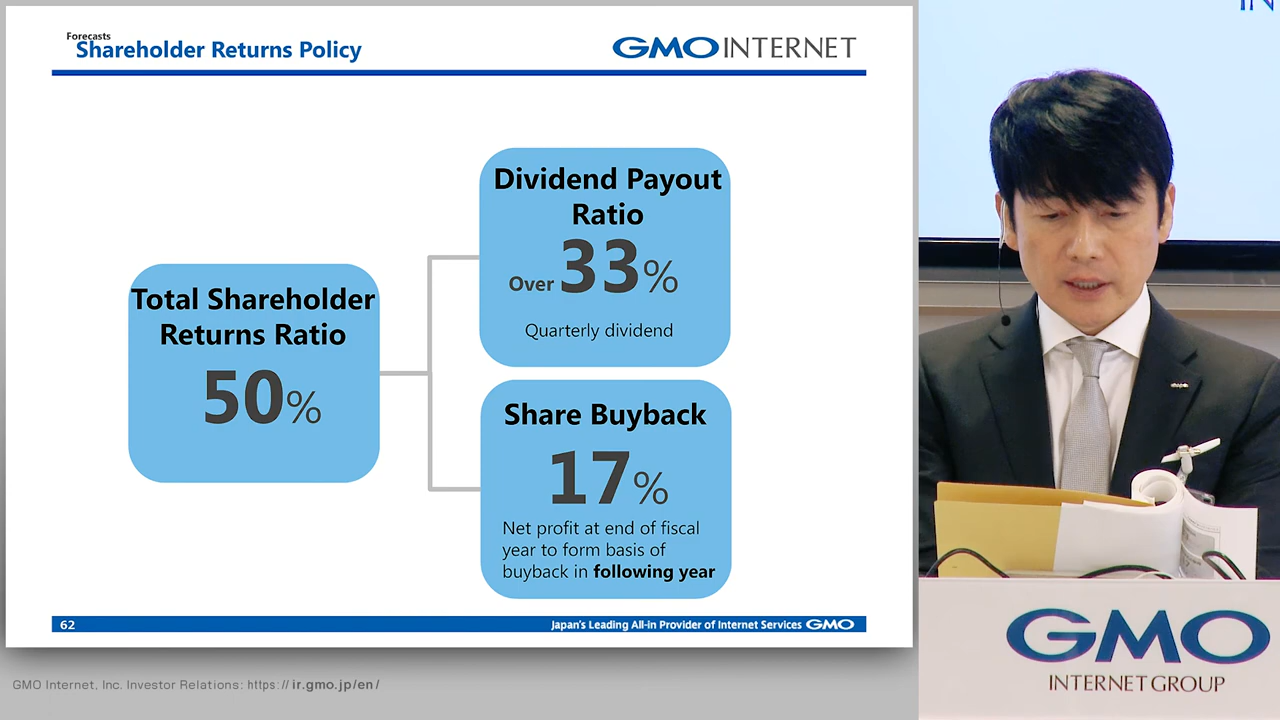 Forecasts
Shareholder Returns Policy
GMO INTERNET
Total Shareholder
Returns Ratio
50%
Dividend Payout
Ratio
Over 33%
Quarterly dividend
Share Buyback
17%
Net profit at end of fiscal
year to form basis of
buyback in following year
62
Japan's Leading All-in Provider of Internet Services GMO
GMO Internet, Inc. Investor Relations: https://ir.gmo.jp/en/
IN
GMO
INTERNET GROUP